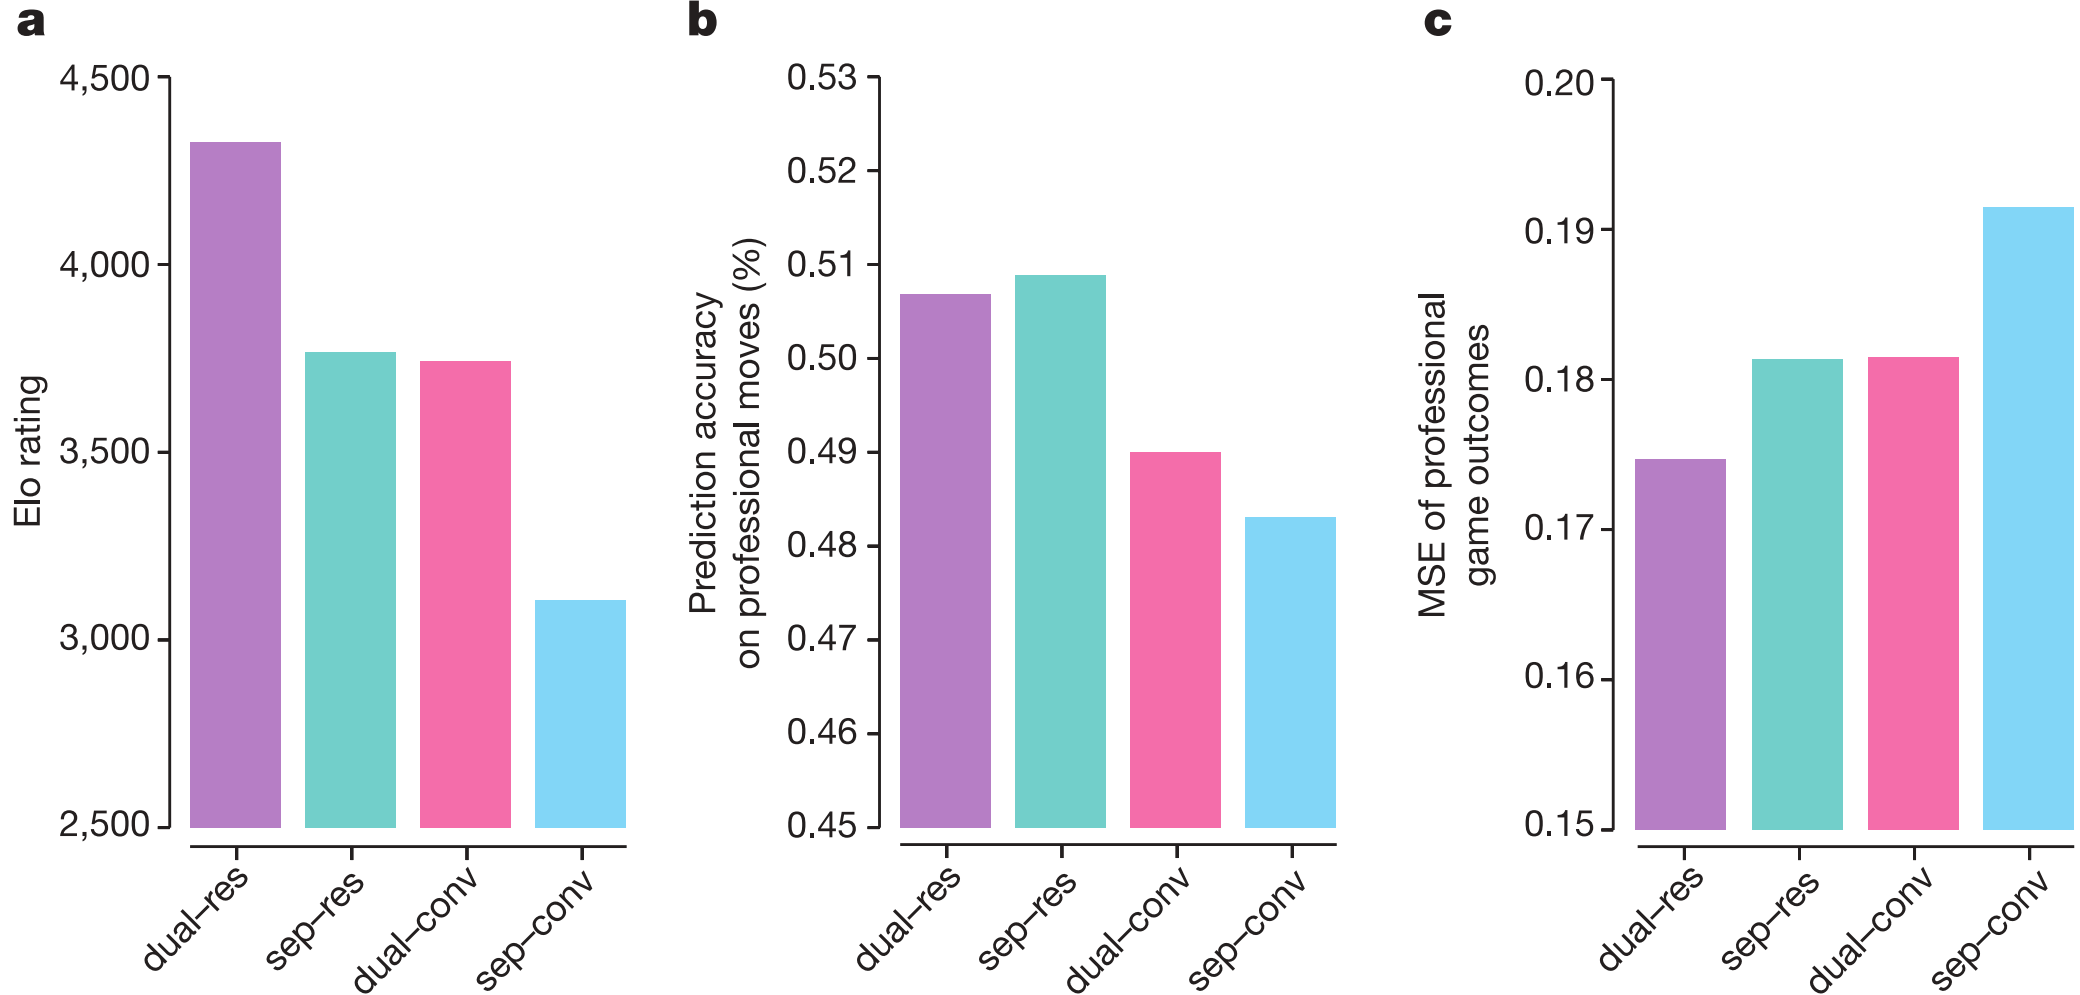 a
Elo rating
4,500
4,000
3,500
3,000
2,500
dual–res
sep–res
dual–conv
sep–conv
b
Prediction accuracy
on professional moves (%)
0.53
0.52
0.51
0.50
0.49
0.48
0.47
0.46
0.45
dual–res
sep–res
dual–conv
sep–conv
c
MSE of professional
game outcomes
0.20
0.19
0.18
0.17
0.16
0.15
dual–res
sep–res
dual–conv
sep–conv